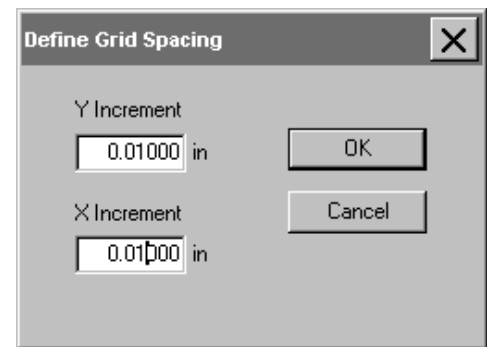 Define Grid Spacing
Y Increment
0.01000 in
OK
X Increment
Cancel
0.01000 in